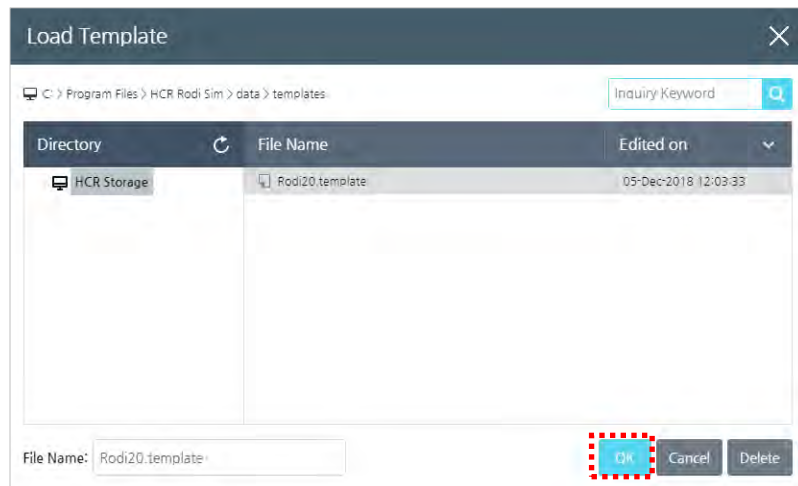 Load Template
C: > Program Files > HCR Rodi Sim > data > templates
Inquiry Keyword
Directory File Name Edited on
HCR Storage Rodi20.template 05-Dec-2018 12:03:33
File Name: Rodi20.template OK Cancel Delete